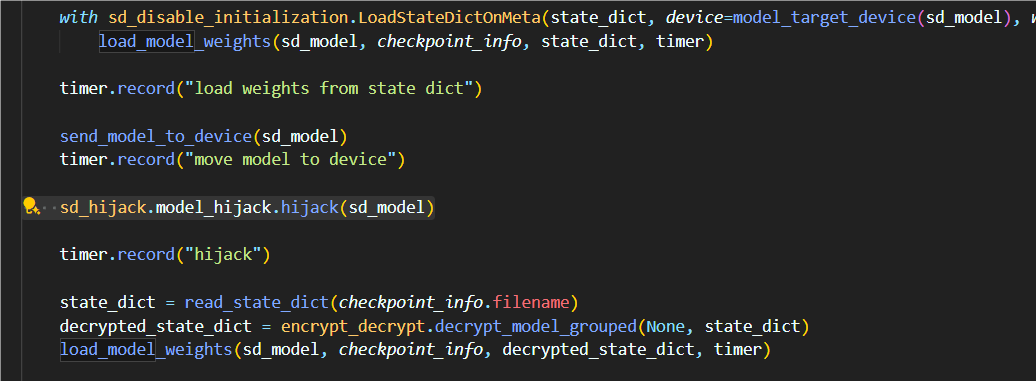 with sd_disable_initialization.LoadStateDictOnMeta(state_dict, device=model_target_device(sd_model),
load_model_weights(sd_model, checkpoint_info, state_dict, timer)
timer.record("load weights from state dict")
send_model_to_device(sd_model)
timer.record("move model to device")
sd_hijack.model_hijack.hijack(sd_model)
timer.record("hijack")
state_dict = read_state_dict(checkpoint_info.filename)
decrypted_state_dict = encrypt_decrypt.decrypt_model_grouped(None, state_dict)
load_model_weights(sd_model, checkpoint_info, decrypted_state_dict, timer)